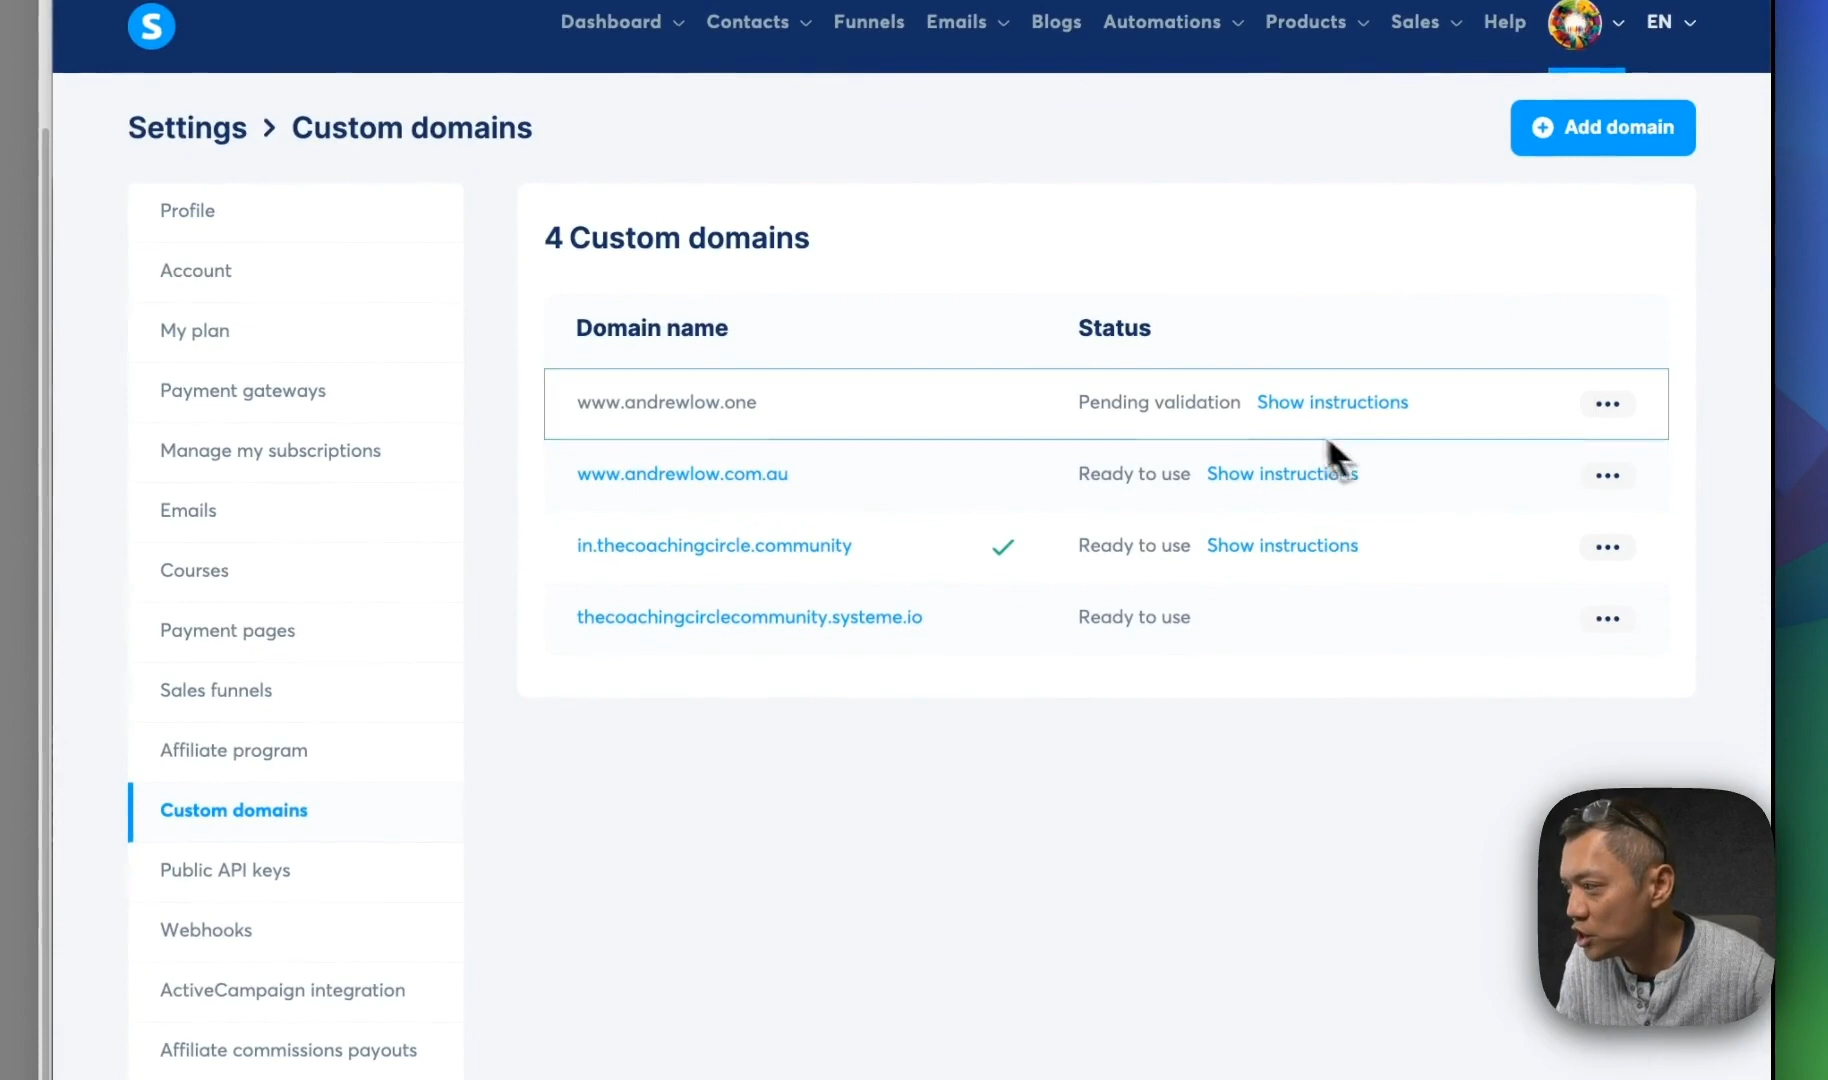 S
Dashboard
Contacts
Funnels
Emails
Blogs
Automations
Products
Sales
Help
EN
Settings > Custom domains
Add domain
Profile
Account
My plan
Payment gateways
Manage my subscriptions
Emails
Courses
Payment pages
Sales funnels
Affiliate program
Custom domains
Public API keys
Webhooks
ActiveCampaign integration
Affiliate commissions payouts
4 Custom domains
Domain name Status
www.andrewlow.one Pending validation Show instructions
www.andrewlow.com.au Ready to use Show instructions
in.thecoachingcircle.community Ready to use Show instructions
thecoachingcirclecommunity.systeme.io Ready to use